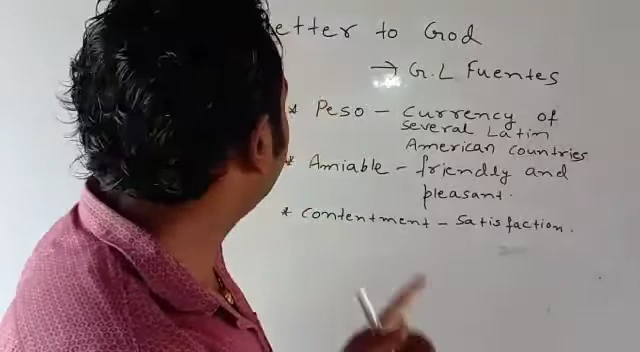 etter to God
→ G.L Fuentes
* Peso - Currency of
several Latin
American countries
* Amiable - friendly and
pleasant.
* Contentment - Satisfaction.